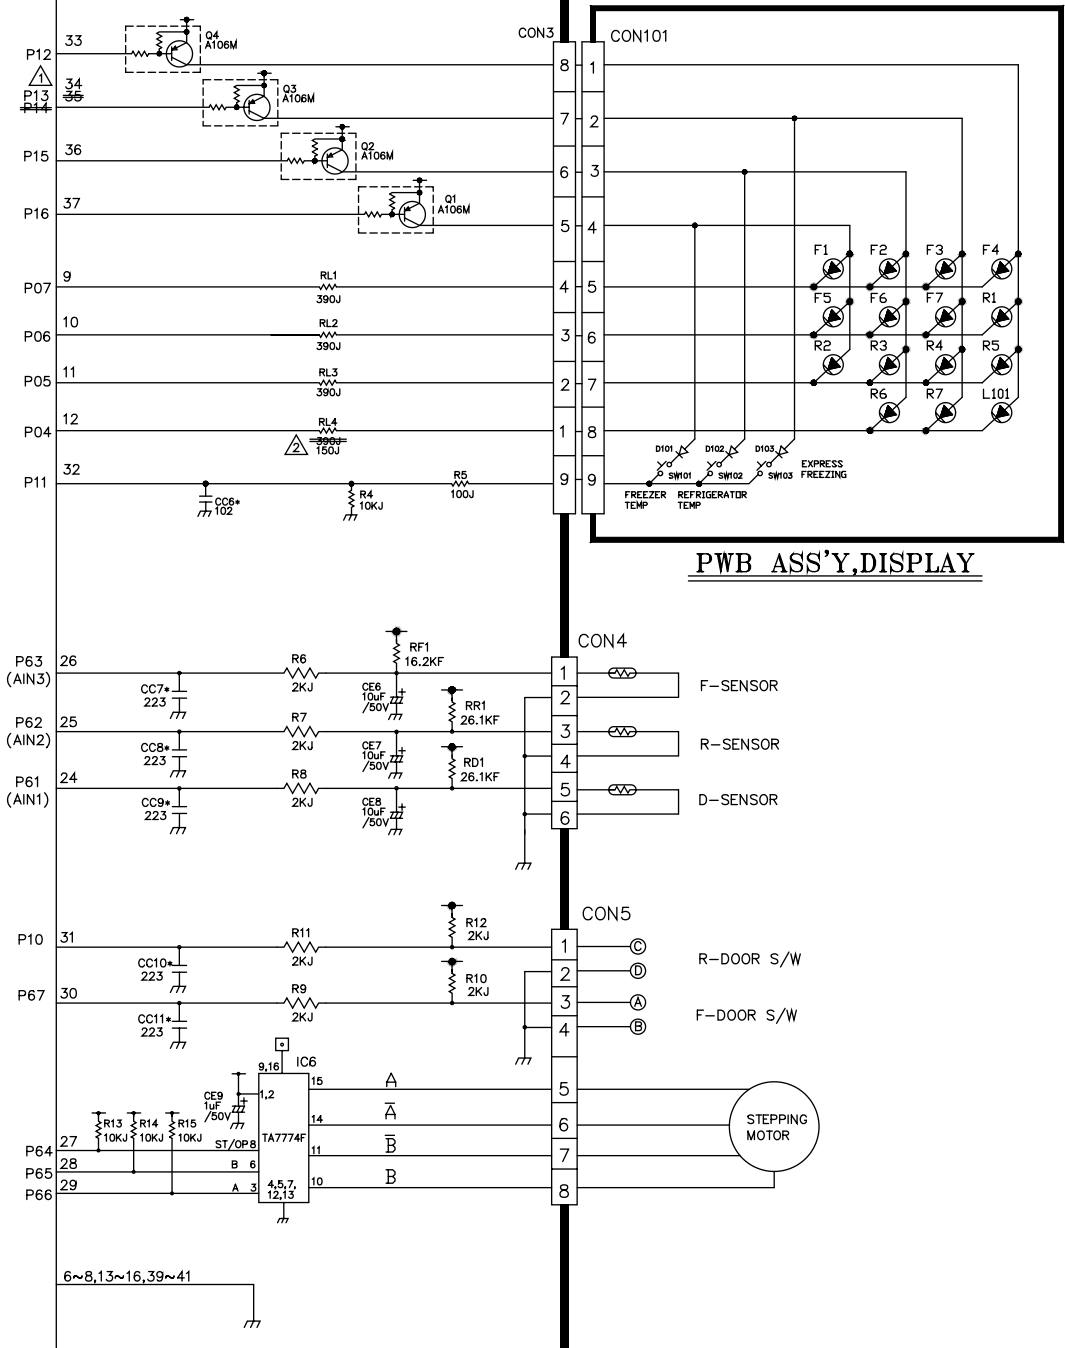 P12 33 Q4 A106M CON3 CON101
8 1
1
P13 34
P14 35 Q3 A106M
7 2
P15 36 Q2 A106M
6 3
P16 37 Q1 A106M
5 4
F1 F2 F3 F4
P07 9 RL1 390J 4 5
F5 F6 F7 R1
P06 10 RL2 390J 3 6
R2 R3 R4 R5
P05 11 RL3 390J 2 7
R6 R7 L101
P04 12 RL4 1 8
2 390J
150J
D101 D102 D103
SW101 SW102 SW103 EXPRESS FREEZING
P11 32 R5 100J 9 9
CC6* 102 R4 10KJ
FREEZER TEMP REFRIGERATOR TEMP
PWB ASS'Y,DISPLAY
CON4
P63 (AIN3) 26 CC7* 223 R6 2KJ RF1 16.2KF CE6 10uF /50V 1
2
F-SENSOR
P62 (AIN2) 25 CC8* 223 R7 2KJ RR1 26.1KF CE7 10uF /50V 3
4
R-SENSOR
P61 (AIN1) 24 CC9* 223 R8 2KJ RD1 26.1KF CE8 10uF /50V 5
6
D-SENSOR
CON5
P10 31 CC10* 223 R11 2KJ R12 2KJ 1 C
2 D
R-DOOR S/W
P67 30 CC11* 223 R9 2KJ R10 2KJ 3 A
4 B
F-DOOR S/W
9,16 IC6
CE9 1uF /50V 1,2 15 A 5
14 A̅ 6
STEPPING MOTOR
R13 10KJ R14 10KJ R15 10KJ
TA7774F
P64 27 ST/OP 8 11 B̅ 7
P65 28 B 6
P66 29 A 3 4,5,7, 12,13 10 B 8
6~8,13~16,39~41